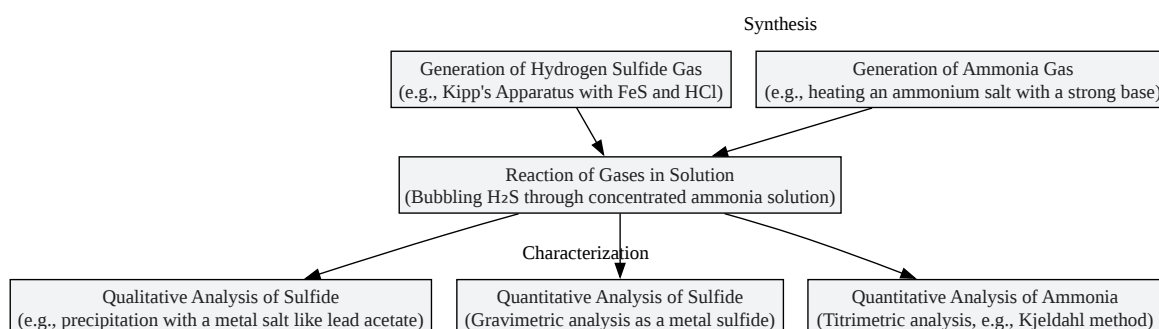 Synthesis
Generation of Hydrogen Sulfide Gas
(e.g., Kipp's Apparatus with FeS and HCl)
Generation of Ammonia Gas
(e.g., heating an ammonium salt with a strong base)
Reaction of Gases in Solution
(Bubbling H₂S through concentrated ammonia solution)
Characterization
Qualitative Analysis of Sulfide
(e.g., precipitation with a metal salt like lead acetate)
Quantitative Analysis of Sulfide
(Gravimetric analysis as a metal sulfide)
Quantitative Analysis of Ammonia
(Titrimetric analysis, e.g., Kjeldahl method)